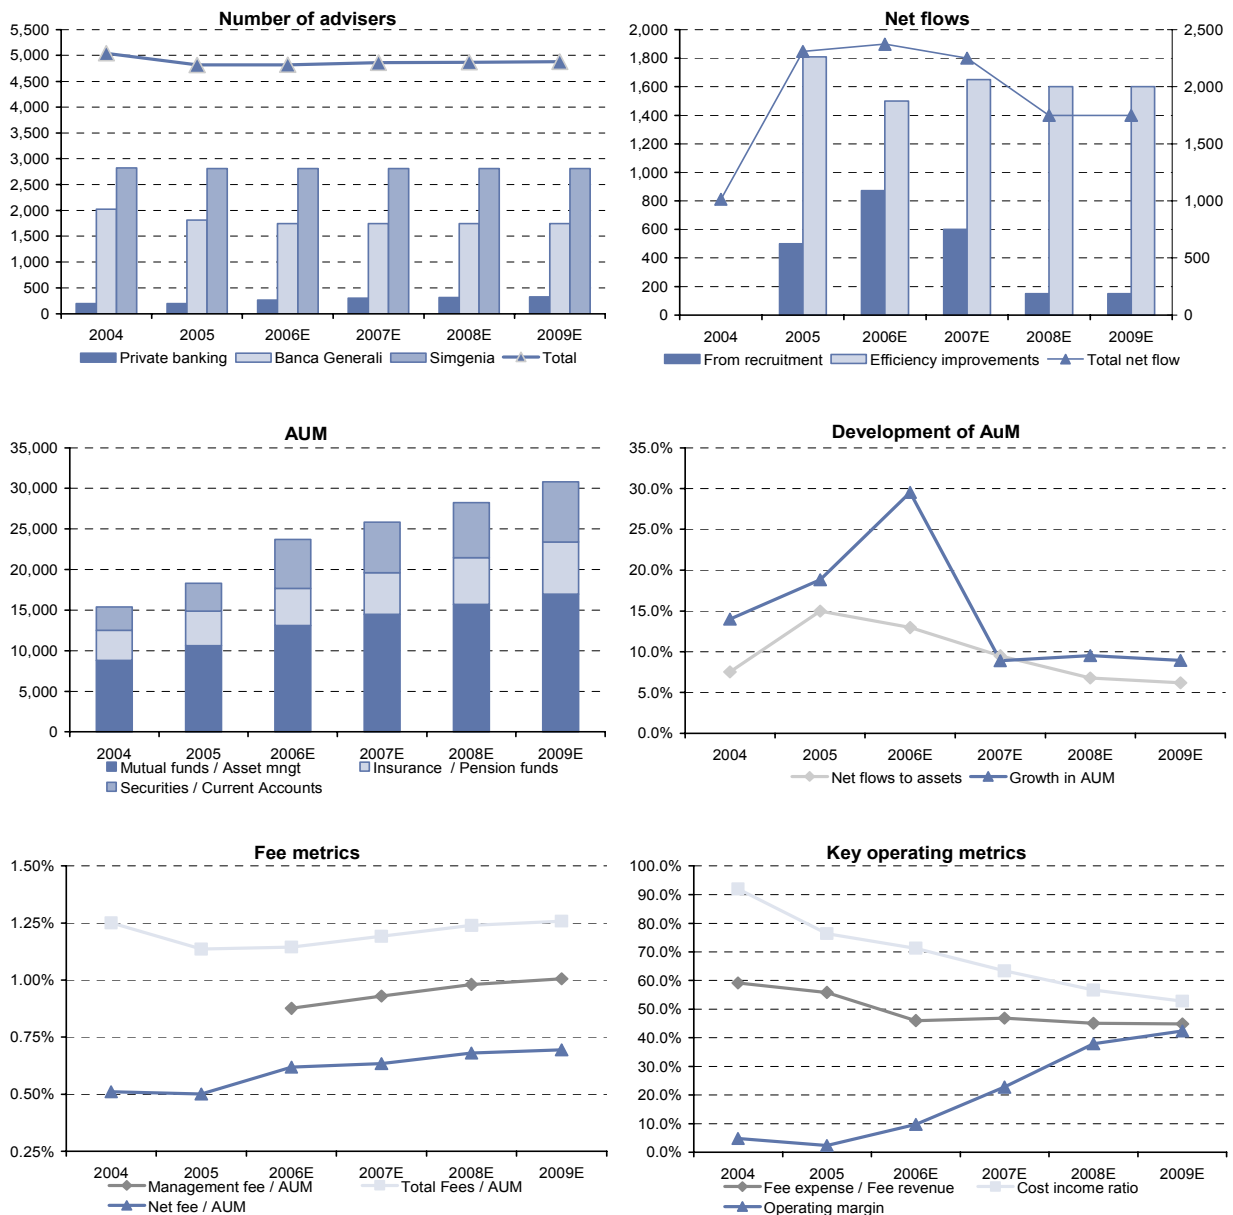 Number of advisers
5,500
5,000
4,500
4,000
3,500
3,000
2,500
2,000
1,500
1,000
500
0
2004 2005 2006E 2007E 2008E 2009E
Private banking Banca Generali Simgenia Total
Net flows
2,000
1,800
1,600
1,400
1,200
1,000
800
600
400
200
0
2,500
2,000
1,500
1,000
500
0
2004 2005 2006E 2007E 2008E 2009E
From recruitment Efficiency improvements Total net flow
AUM
35,000
30,000
25,000
20,000
15,000
10,000
5,000
0
2004 2005 2006E 2007E 2008E 2009E
Mutual funds / Asset mngt Insurance / Pension funds
Securities / Current Accounts
Development of AuM
35.0%
30.0%
25.0%
20.0%
15.0%
10.0%
5.0%
0.0%
2004 2005 2006E 2007E 2008E 2009E
Net flows to assets Growth in AUM
Fee metrics
1.50%
1.25%
1.00%
0.75%
0.50%
0.25%
2004 2005 2006E 2007E 2008E 2009E
Management fee / AUM Total Fees / AUM
Net fee / AUM
Key operating metrics
100.0%
90.0%
80.0%
70.0%
60.0%
50.0%
40.0%
30.0%
20.0%
10.0%
0.0%
2004 2005 2006E 2007E 2008E 2009E
Fee expense / Fee revenue Cost income ratio
Operating margin